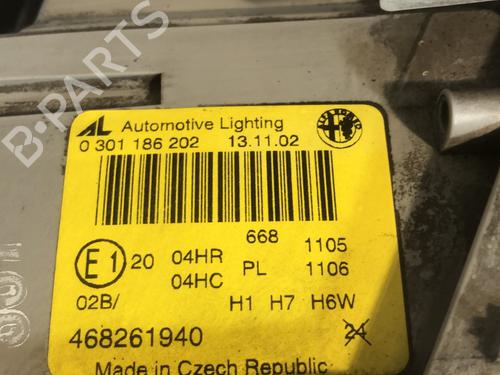 B-PARTS
AL Automotive Lighting
0 301 186 202 13.11.02
668
E1 20 04HR PL 1105
04HC 1106
02B/ H1 H7 H6W
468261940 24
Made in Czech Republic